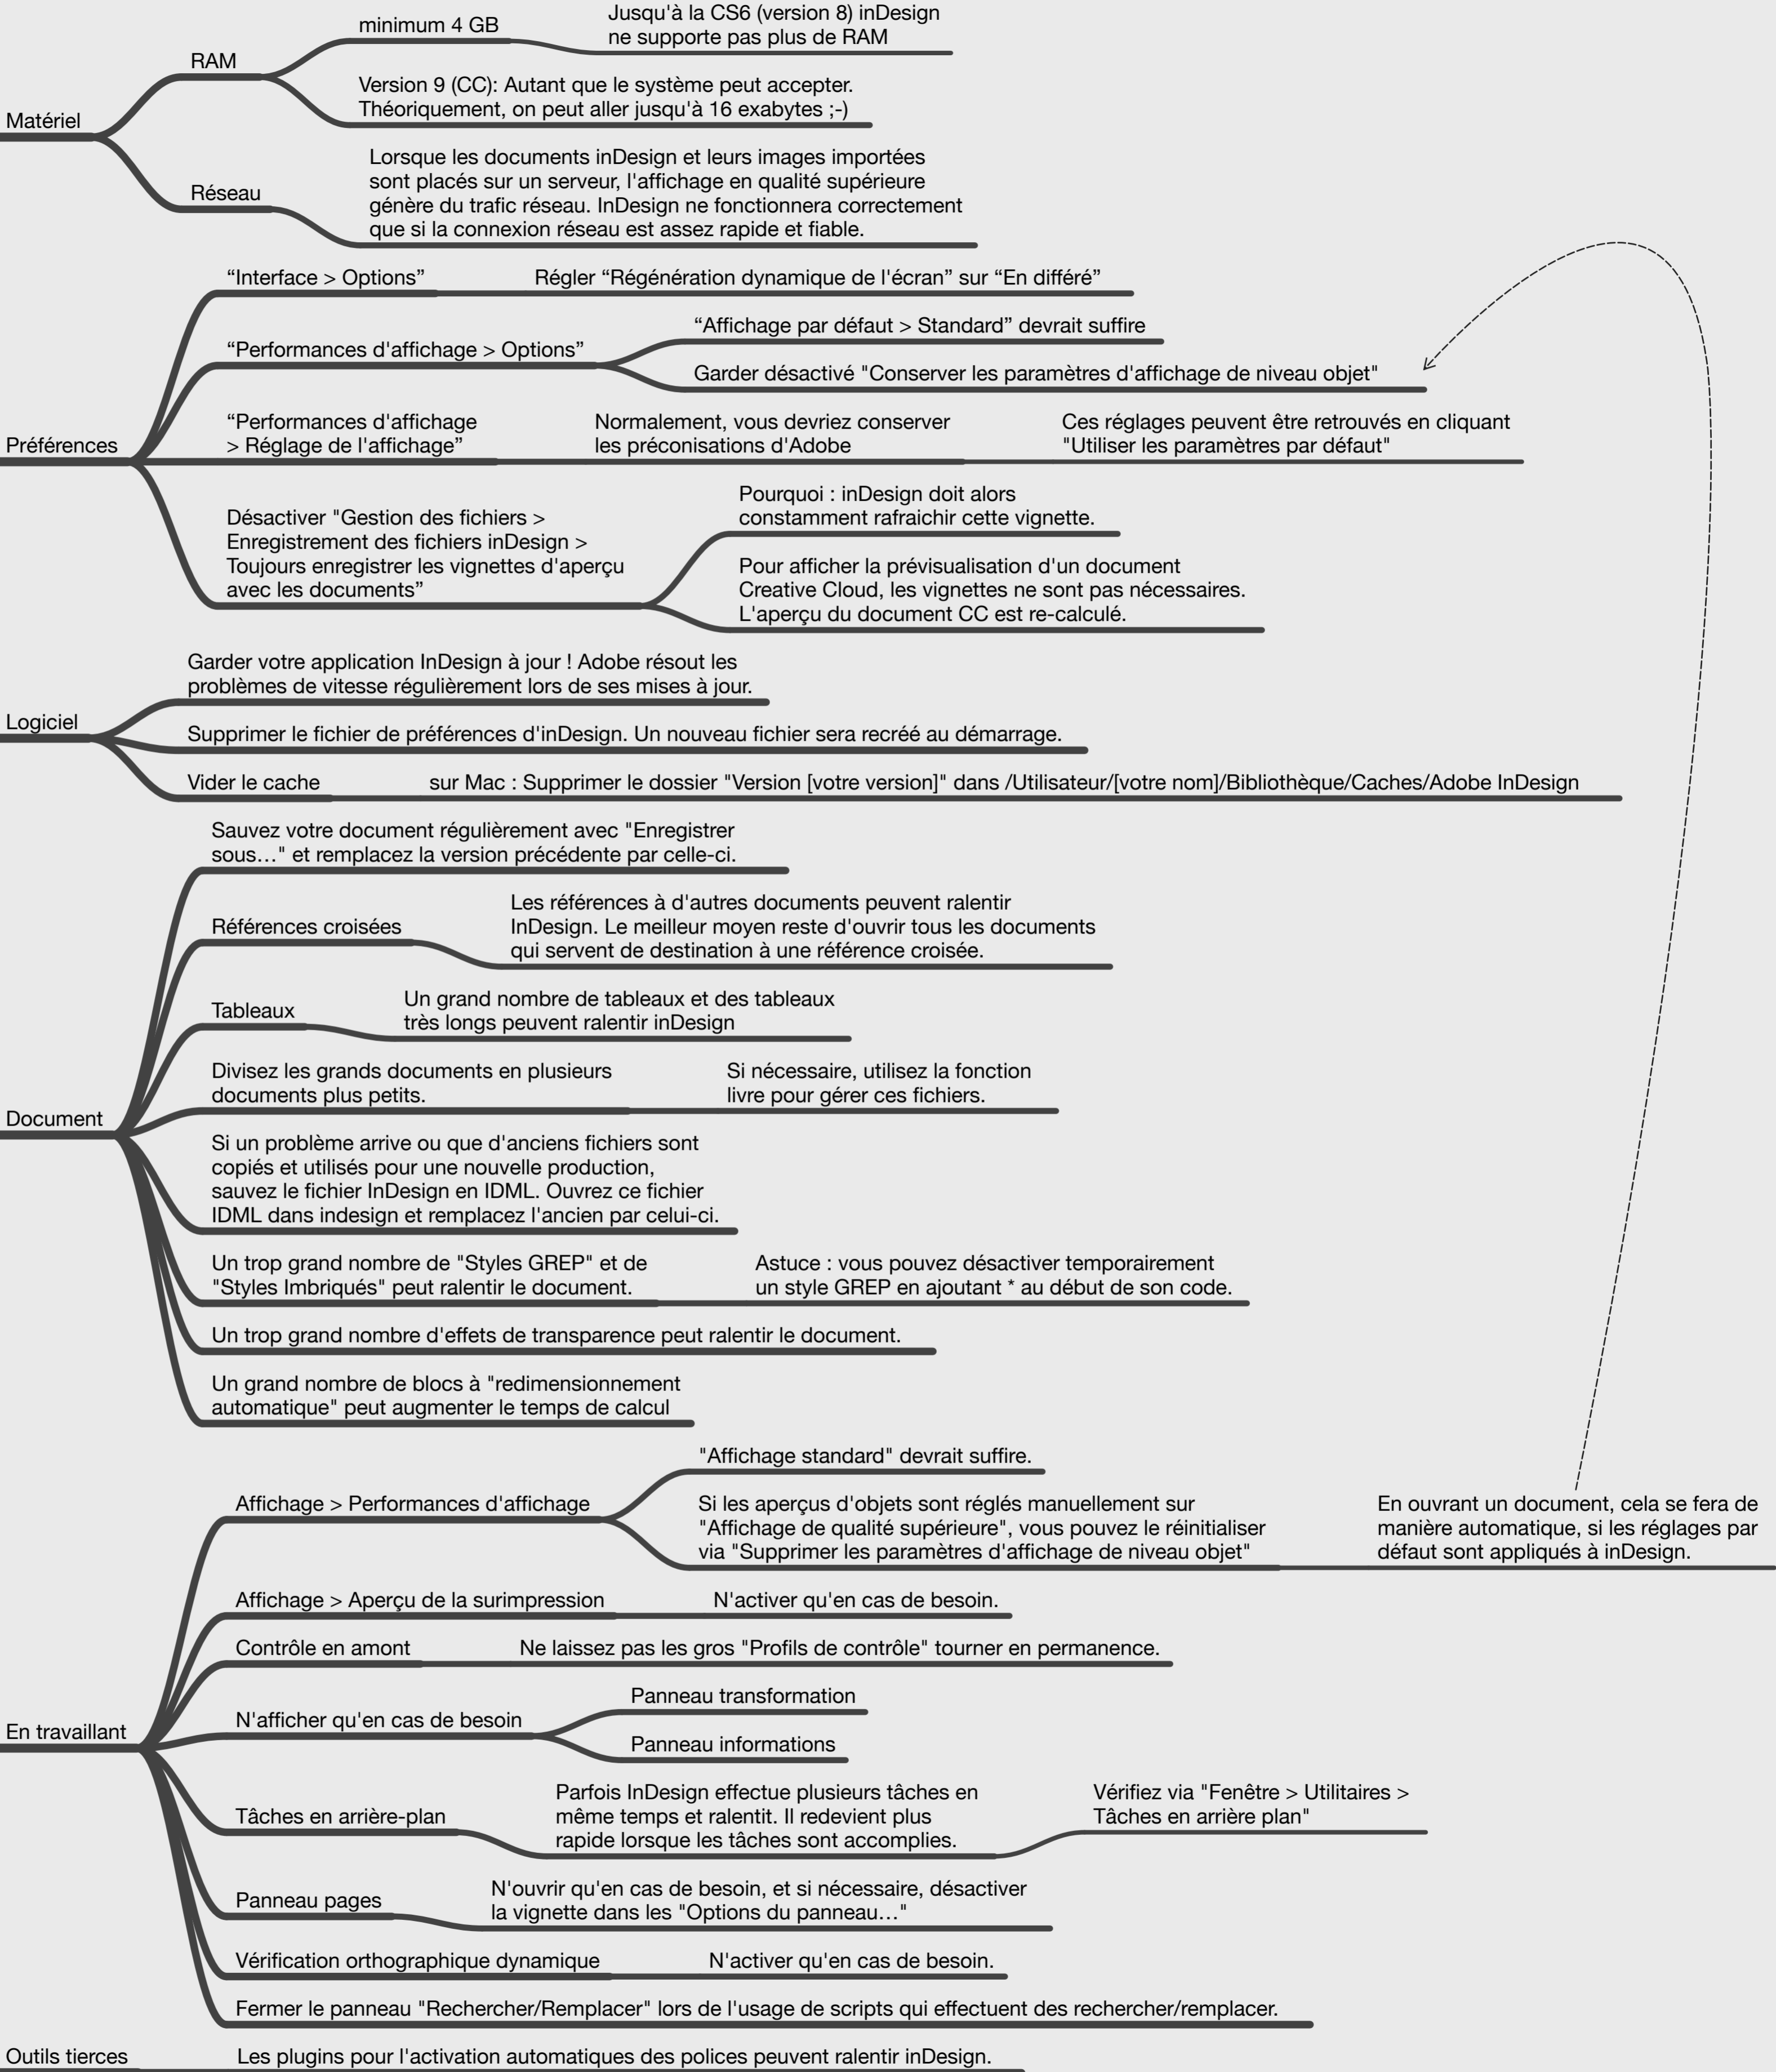 Matériel
RAM
minimum 4 GB
Jusqu'à la CS6 (version 8) inDesign
ne supporte pas plus de RAM
Version 9 (CC): Autant que le système peut accepter.
Théoriquement, on peut aller jusqu'à 16 exabytes ;-)
Réseau
Lorsque les documents inDesign et leurs images importées
sont placés sur un serveur, l'affichage en qualité supérieure
génère du trafic réseau. InDesign ne fonctionnera correctement
que si la connexion réseau est assez rapide et fiable.
Préférences
“Interface > Options”
Régler “Régénération dynamique de l'écran” sur “En différé”
“Performances d'affichage > Options”
“Affichage par défaut > Standard” devrait suffire
Garder désactivé "Conserver les paramètres d'affichage de niveau objet"
“Performances d'affichage
> Réglage de l'affichage”
Normalement, vous devriez conserver
les préconisations d'Adobe
Ces réglages peuvent être retrouvés en cliquant
"Utiliser les paramètres par défaut"
Désactiver "Gestion des fichiers >
Enregistrement des fichiers inDesign >
Toujours enregistrer les vignettes d'aperçu
avec les documents”
Pourquoi : inDesign doit alors
constamment rafraichir cette vignette.
Pour afficher la prévisualisation d'un document
Creative Cloud, les vignettes ne sont pas nécessaires.
L'aperçu du document CC est re-calculé.
Logiciel
Garder votre application InDesign à jour ! Adobe résout les
problèmes de vitesse régulièrement lors de ses mises à jour.
Supprimer le fichier de préférences d'inDesign. Un nouveau fichier sera recréé au démarrage.
Vider le cache
sur Mac : Supprimer le dossier "Version [votre version]" dans /Utilisateur/[votre nom]/Bibliothèque/Caches/Adobe InDesign
Document
Sauvez votre document régulièrement avec "Enregistrer
sous…" et remplacez la version précédente par celle-ci.
Références croisées
Les références à d'autres documents peuvent ralentir
InDesign. Le meilleur moyen reste d'ouvrir tous les documents
qui servent de destination à une référence croisée.
Tableaux
Un grand nombre de tableaux et des tableaux
très longs peuvent ralentir inDesign
Divisez les grands documents en plusieurs
documents plus petits.
Si nécessaire, utilisez la fonction
livre pour gérer ces fichiers.
Si un problème arrive ou que d'anciens fichiers sont
copiés et utilisés pour une nouvelle production,
sauvez le fichier InDesign en IDML. Ouvrez ce fichier
IDML dans indesign et remplacez l'ancien par celui-ci.
Un trop grand nombre de "Styles GREP" et de
"Styles Imbriqués" peut ralentir le document.
Astuce : vous pouvez désactiver temporairement
un style GREP en ajoutant * au début de son code.
Un trop grand nombre d'effets de transparence peut ralentir le document.
Un grand nombre de blocs à "redimensionnement
automatique" peut augmenter le temps de calcul
En travaillant
Affichage > Performances d'affichage
"Affichage standard" devrait suffire.
Si les aperçus d'objets sont réglés manuellement sur
"Affichage de qualité supérieure", vous pouvez le réinitialiser
via "Supprimer les paramètres d'affichage de niveau objet"
En ouvrant un document, cela se fera de
manière automatique, si les réglages par
défaut sont appliqués à inDesign.
Affichage > Aperçu de la surimpression
N'activer qu'en cas de besoin.
Contrôle en amont
Ne laissez pas les gros "Profils de contrôle" tourner en permanence.
N'afficher qu'en cas de besoin
Panneau transformation
Panneau informations
Tâches en arrière-plan
Parfois InDesign effectue plusieurs tâches en
même temps et ralentit. Il redevient plus
rapide lorsque les tâches sont accomplies.
Vérifiez via "Fenêtre > Utilitaires >
Tâches en arrière plan"
Panneau pages
N'ouvrir qu'en cas de besoin, et si nécessaire, désactiver
la vignette dans les "Options du panneau…"
Vérification orthographique dynamique
N'activer qu'en cas de besoin.
Fermer le panneau "Rechercher/Remplacer" lors de l'usage de scripts qui effectuent des rechercher/remplacer.
Outils tierces
Les plugins pour l'activation automatiques des polices peuvent ralentir inDesign.